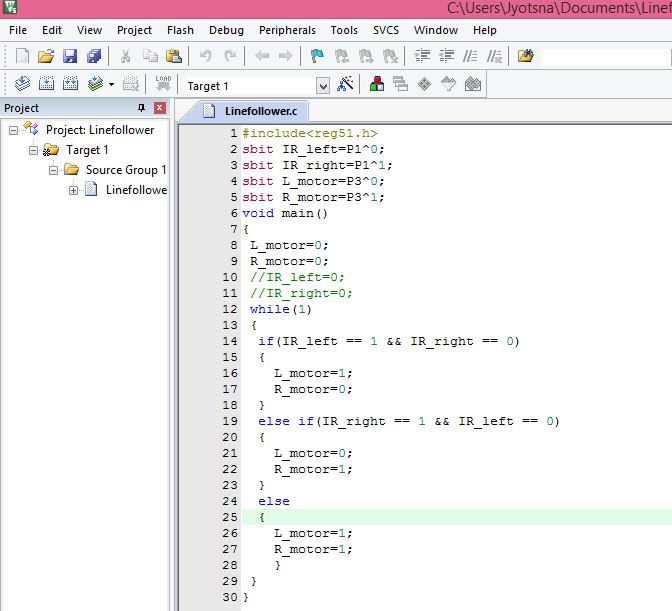 C:\Users\Jyotsna\Documents\Linef
File Edit View Project Flash Debug Peripherals Tools SVCS Window Help
LOAD Target 1
Project
Linefollower.c
Project: Linefollower
Target 1
Source Group 1
Linefollowe
1 #include<reg51.h>
2 sbit IR_left=P1^0;
3 sbit IR_right=P1^1;
4 sbit L_motor=P3^0;
5 sbit R_motor=P3^1;
6 void main()
7 {
8 L_motor=0;
9 R_motor=0;
10 //IR_left=0;
11 //IR_right=0;
12 while(1)
13 {
14 if(IR_left == 1 && IR_right == 0)
15 {
16 L_motor=1;
17 R_motor=0;
18 }
19 else if(IR_right == 1 && IR_left == 0)
20 {
21 L_motor=0;
22 R_motor=1;
23 }
24 else
25 {
26 L_motor=1;
27 R_motor=1;
28 }
29 }
30 }